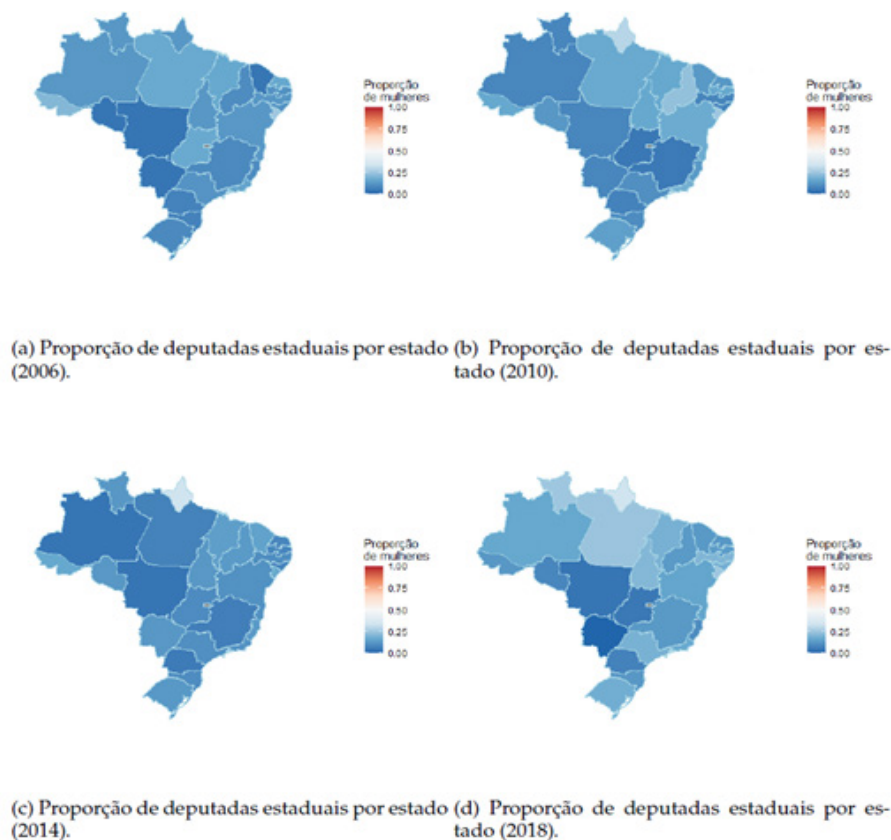 Proporção
de mulheres
1.00
0.75
0.50
0.25
0.00
Proporção
de mulheres
1.00
0.75
0.50
0.25
0.00
(a) Proporção de deputadas estaduais por estado
(2006).
(b) Proporção de deputadas estaduais por es-
tado (2010).
Proporção
de mulheres
1.00
0.75
0.50
0.25
0.00
Proporção
de mulheres
1.00
0.75
0.50
0.25
0.00
(c) Proporção de deputadas estaduais por estado
(2014).
(d) Proporção de deputadas estaduais por es-
tado (2018).